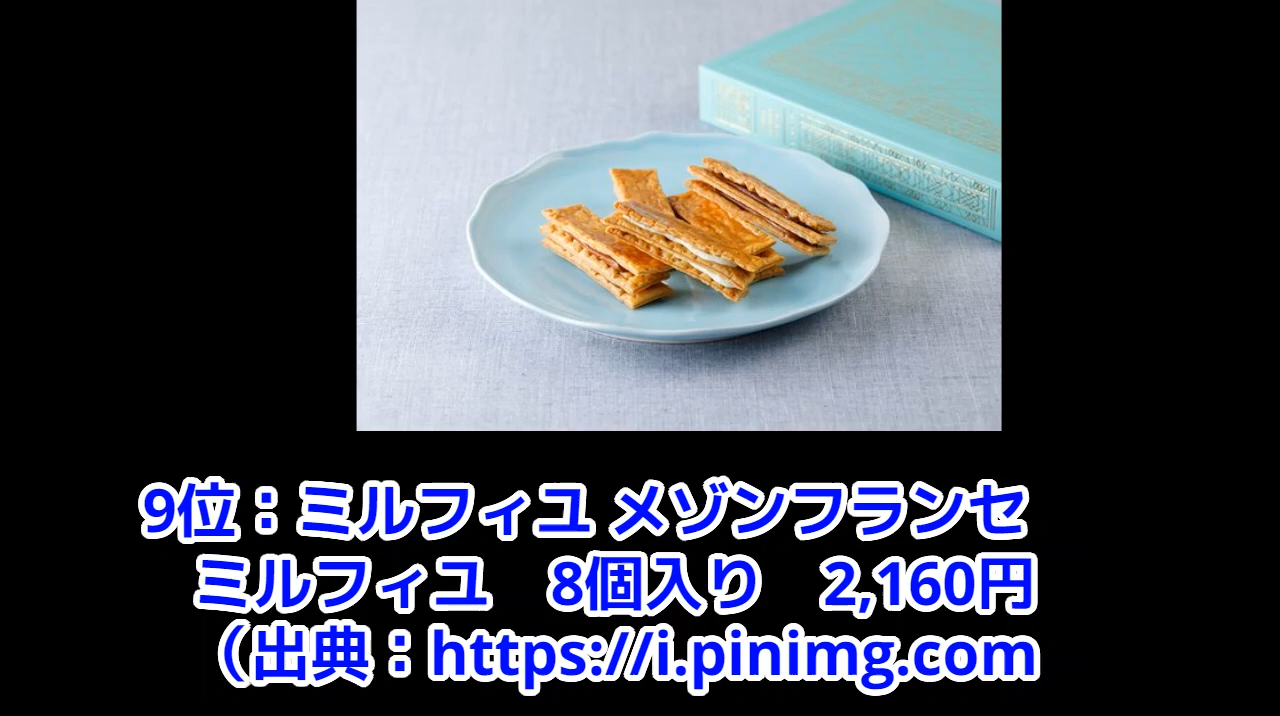 9位：ミルフィユ メゾンフランセ
ミルフィユ　8個入り　2,160円
（出典：https://i.pinimg.com